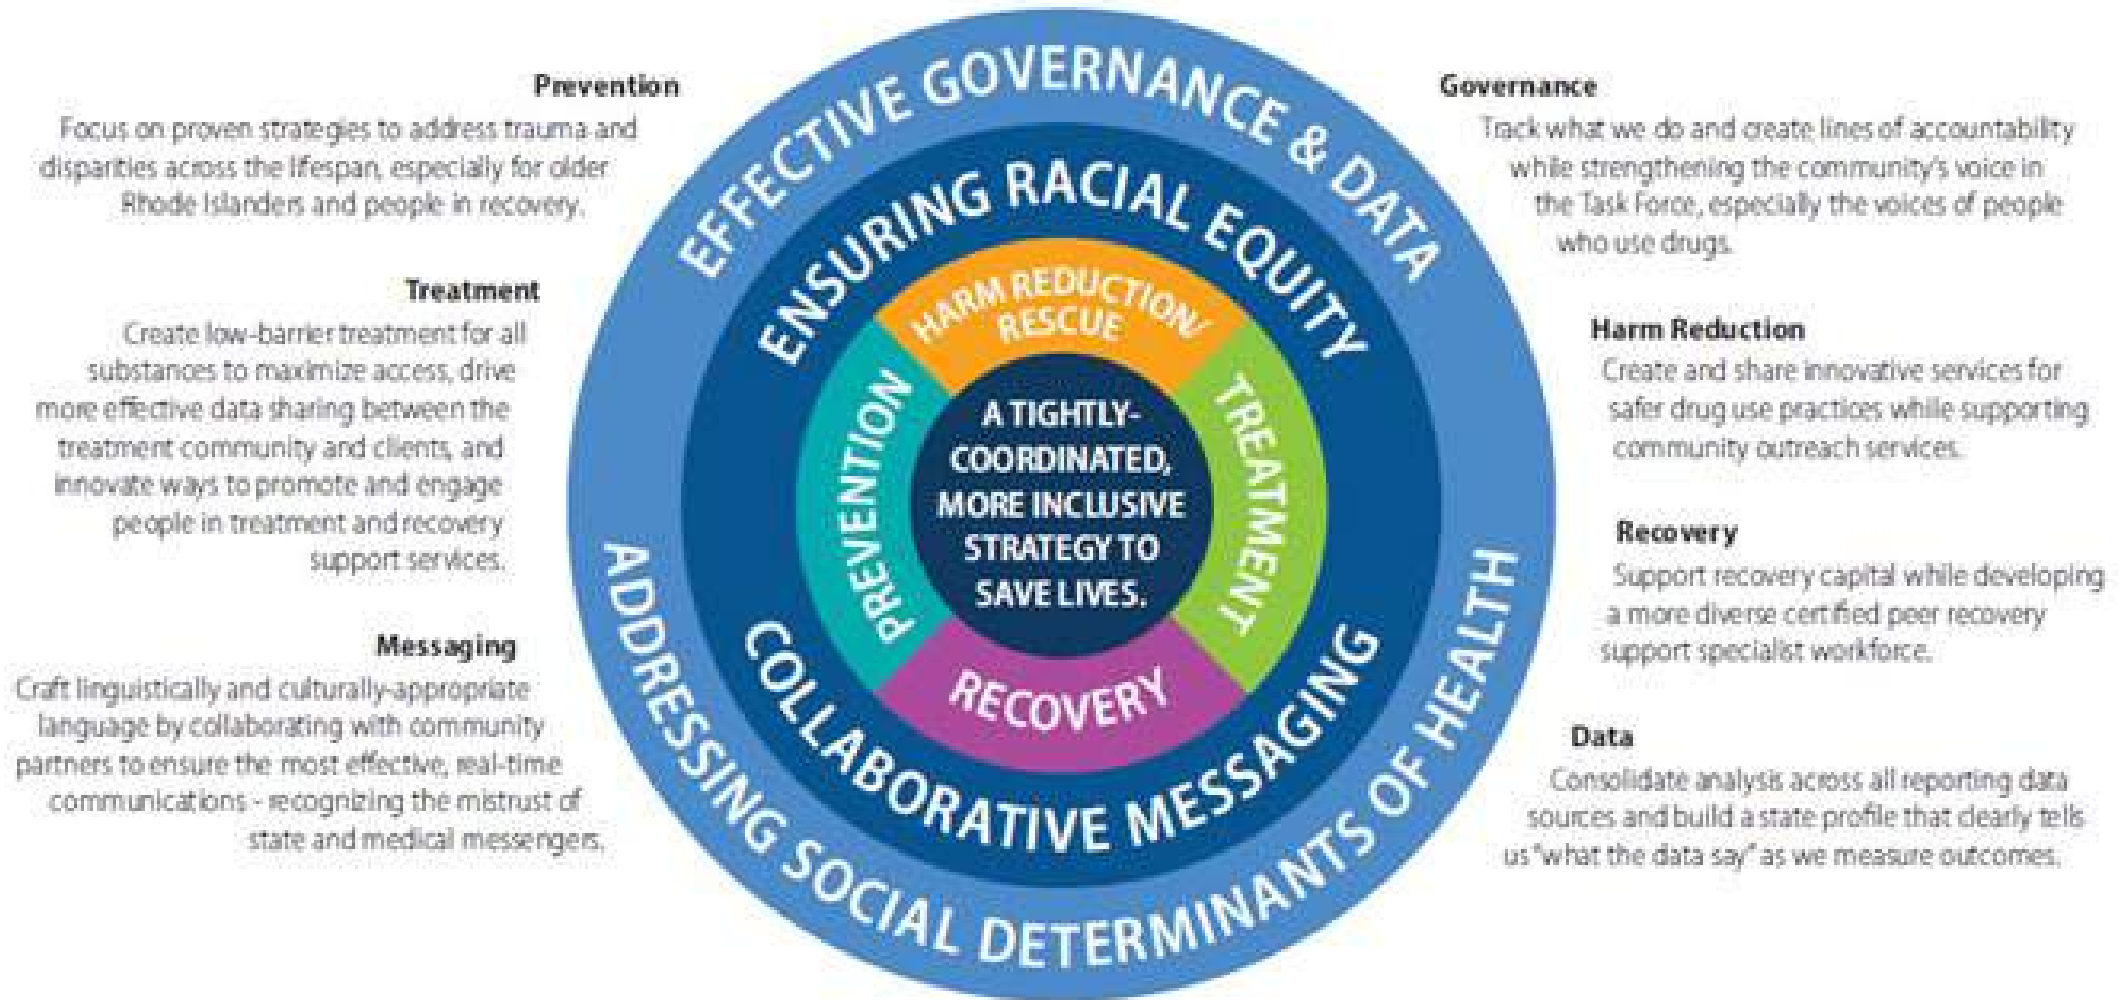 Prevention
Focus on proven strategies to address trauma and
disparities across the lifespan, especially for older
Rhode Islanders and people in recovery.
Treatment
Create low-barrier treatment for all
substances to maximize access, drive
more effective data sharing between the
treatment community and clients, and
innovate ways to promote and engage
people in treatment and recovery
support services.
Messaging
Craft linguistically and culturally-appropriate
language by collaborating with community
partners to ensure the most effective, real-time
communications - recognizing the mistrust of
state and medical messengers.
EFFECTIVE GOVERNANCE & DATA
ENSURING RACIAL EQUITY
HARM REDUCTION/
RESCUE
PREVENTION
TREATMENT
A TIGHTLY-
COORDINATED,
MORE INCLUSIVE
STRATEGY TO
SAVE LIVES.
RECOVERY
COLLABORATIVE MESSAGING
ADDRESSING SOCIAL DETERMINANTS OF HEALTH
Governance
Track what we do and create lines of accountability
while strengthening the community's voice in
the Task Force, especially the voices of people
who use drugs.
Harm Reduction
Create and share innovative services for
safer drug use practices while supporting
community outreach services.
Recovery
Support recovery capital while developing
a more diverse certified peer recovery
support specialist workforce.
Data
Consolidate analysis across all reporting data
sources and build a state profile that clearly tells
us "what the data say" as we measure outcomes.